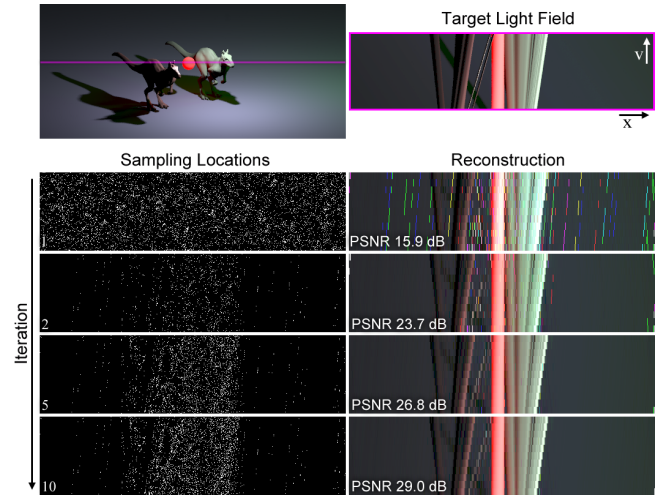 Target Light Field
v
x
Sampling Locations
Reconstruction
Iteration
1
PSNR 15.9 dB
2
PSNR 23.7 dB
5
PSNR 26.8 dB
10
PSNR 29.0 dB